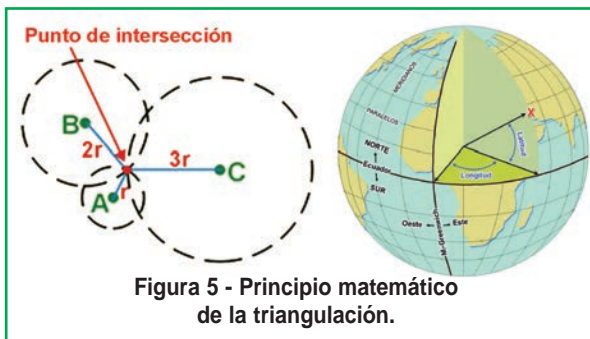 Punto de intersección
B
2r
3r
C
A
r
MERIDIANOS
PARALELOS
X
NORTE
Latitud
Ecuador
Longitud
SUR
Oeste
Este
M.Greenwich
Figura 5 - Principio matemático
de la triangulación.